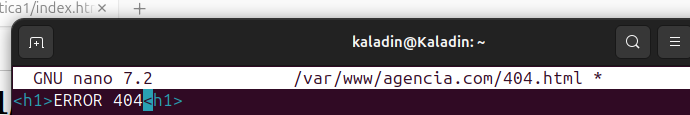 tica1/index.htm
kaladin@Kaladin: ~
GNU nano 7.2 /var/www/agencia.com/404.html *
<h1>ERROR 404<h1>